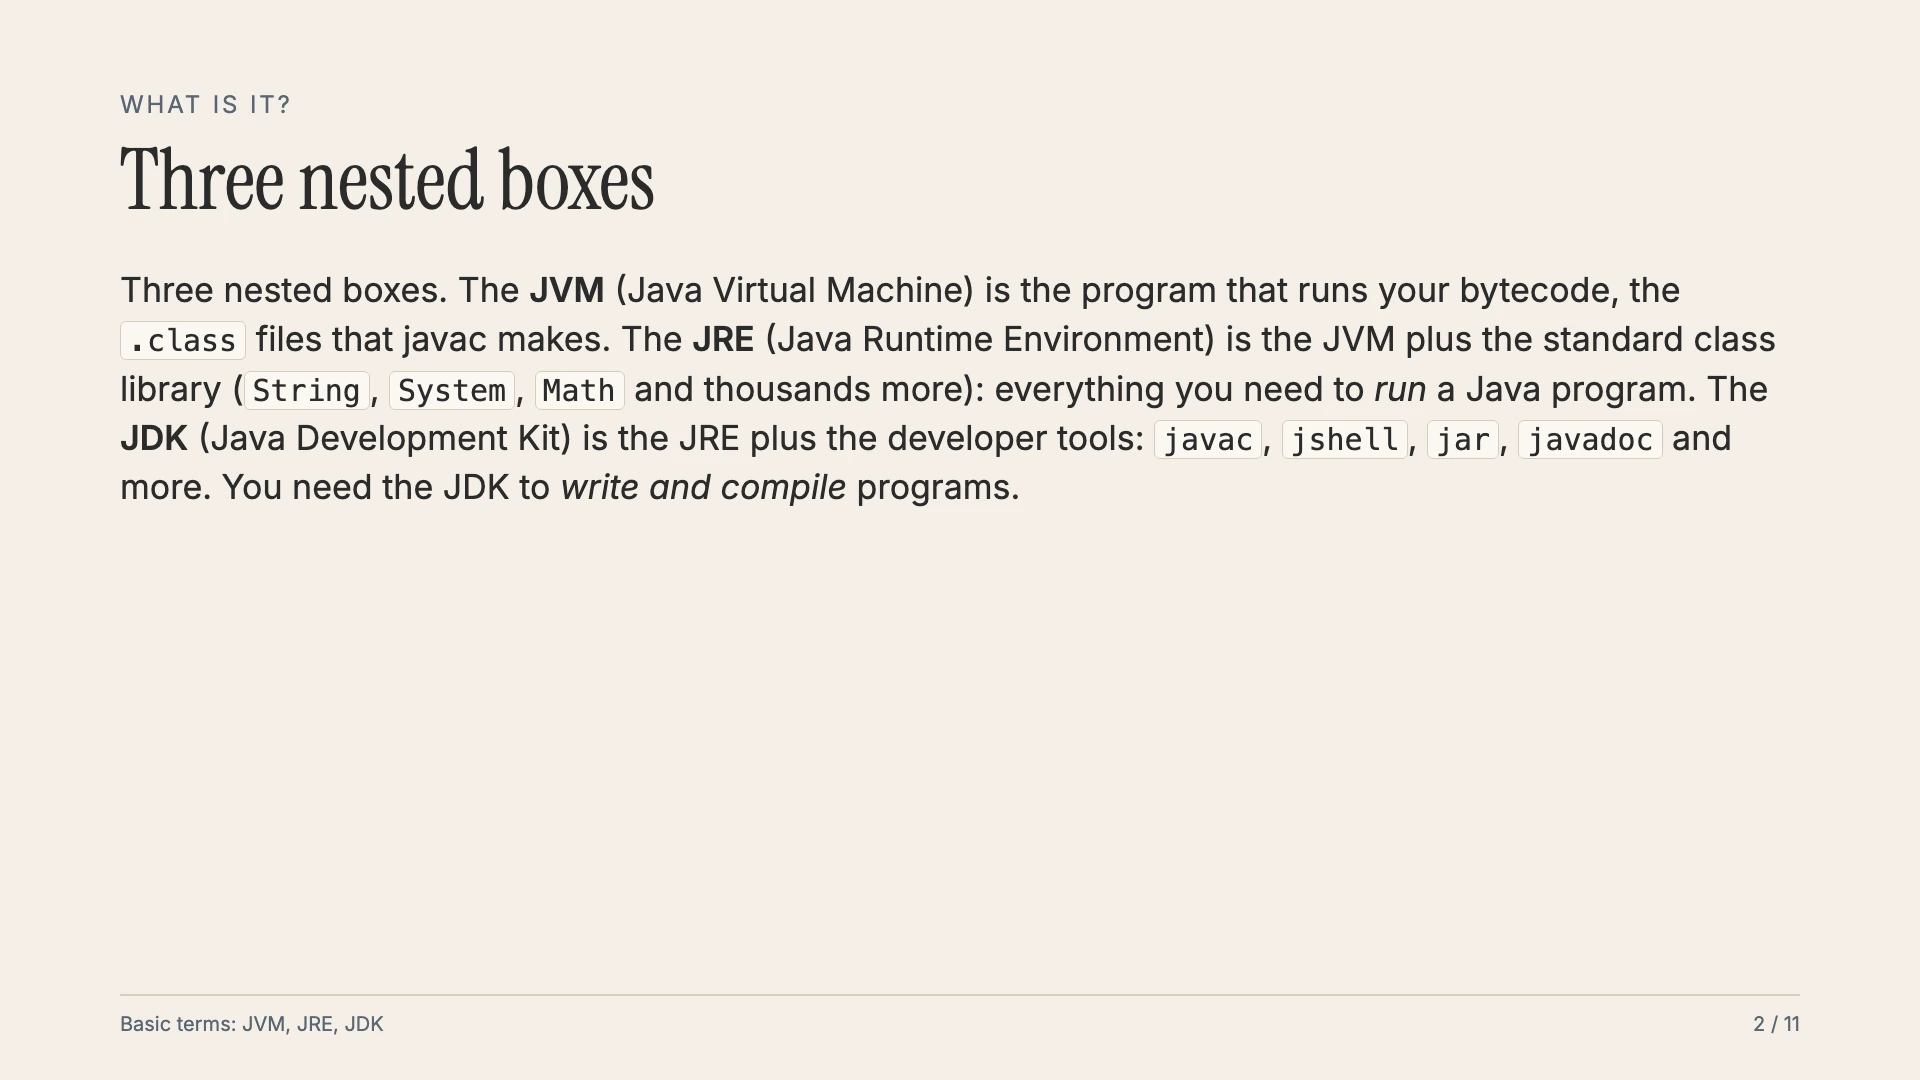 WHAT IS IT?
Three nested boxes
Three nested boxes. The JVM (Java Virtual Machine) is the program that runs your bytecode, the
.class files that javac makes. The JRE (Java Runtime Environment) is the JVM plus the standard class
library (String, System, Math and thousands more): everything you need to run a Java program. The
JDK (Java Development Kit) is the JRE plus the developer tools: javac, jshell, jar, javadoc and
more. You need the JDK to write and compile programs.
Basic terms: JVM, JRE, JDK
2 / 11